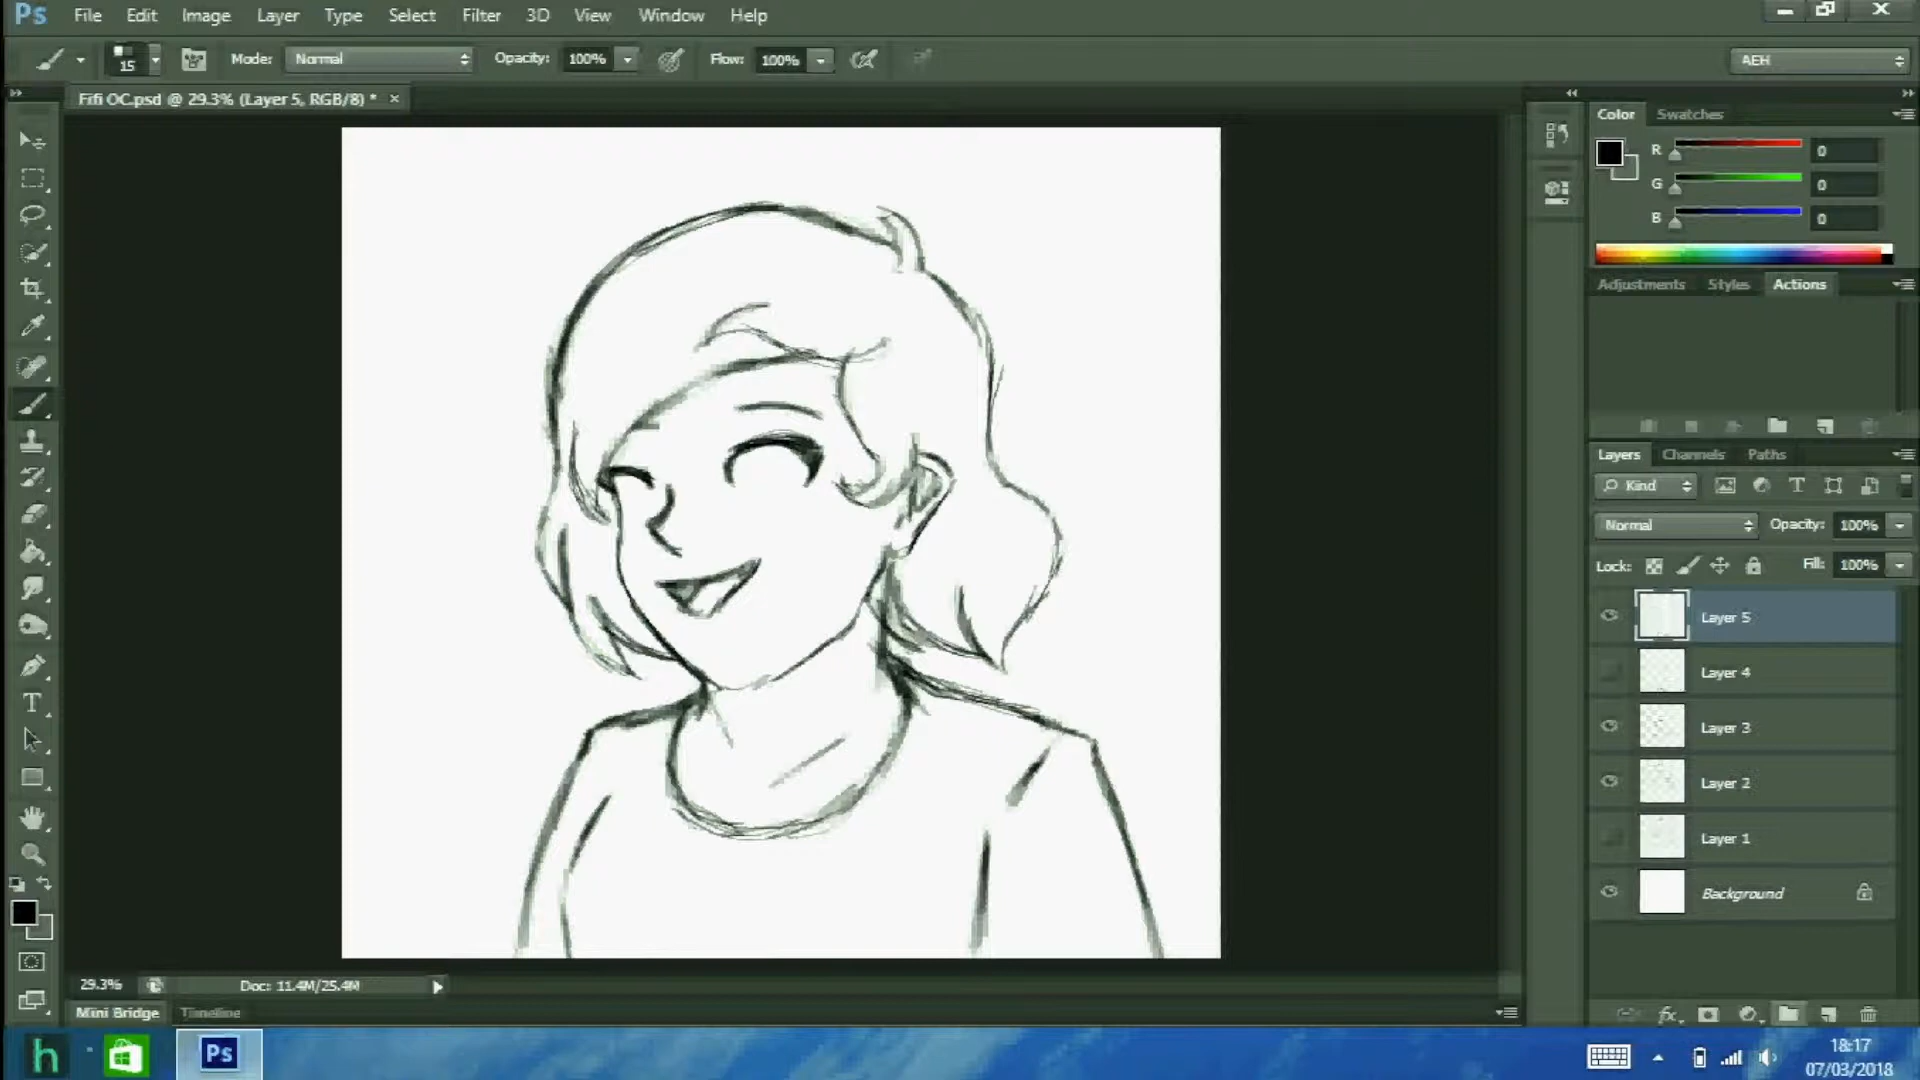 Ps File Edit Image Layer Type Select Filter 3D View Window Help
15 Mode: Normal Opacity: 100% Flow: 100% AEH
Fifi OC.psd @ 29.3% (Layer 5, RGB/8) * ×
Color Swatches
R 0
G 0
B 0
Adjustments Styles Actions
Layers Channels Paths
Kind
Normal Opacity: 100%
Lock: Fill: 100%
Layer 5
Layer 4
Layer 3
Layer 2
Layer 1
Background
29.3% Doc: 11.4M/25.4M
Mini Bridge Timeline
h Ps
18:17
07/03/2018